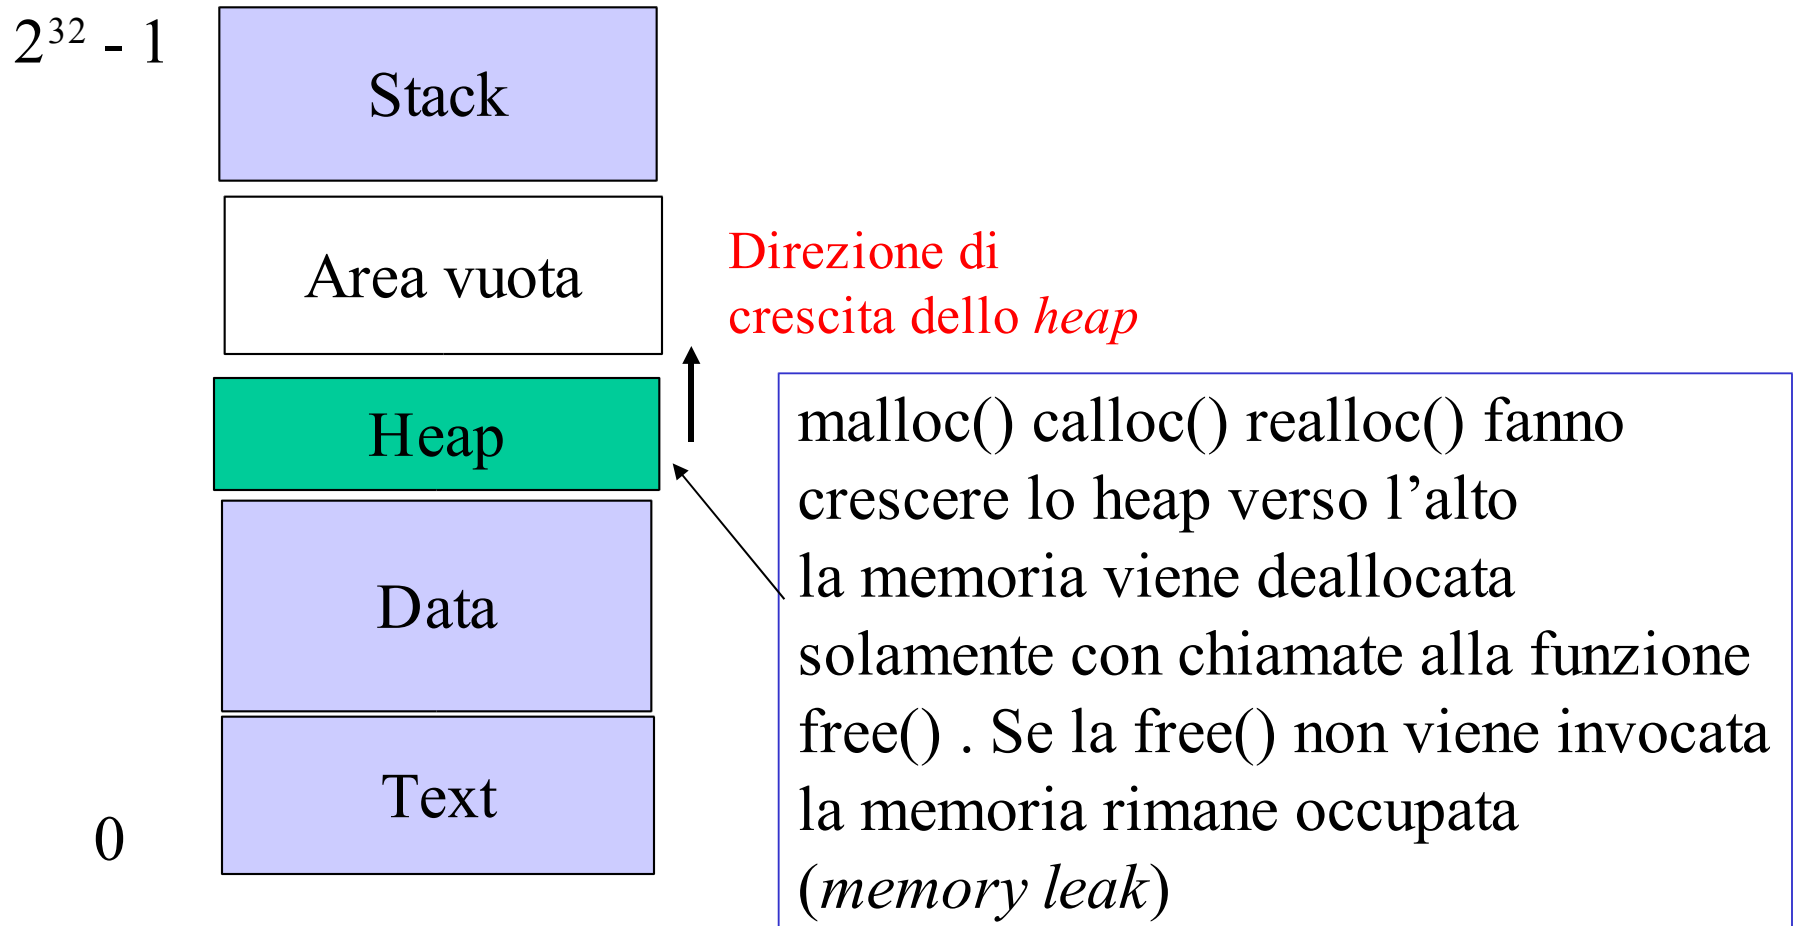 2³² - 1
Stack
Area vuota
Direzione di
crescita dello heap
Heap
malloc() calloc() realloc() fanno
crescere lo heap verso l’alto
la memoria viene deallocata
solamente con chiamate alla funzione
free() . Se la free() non viene invocata
la memoria rimane occupata
(memory leak)
Data
Text
0